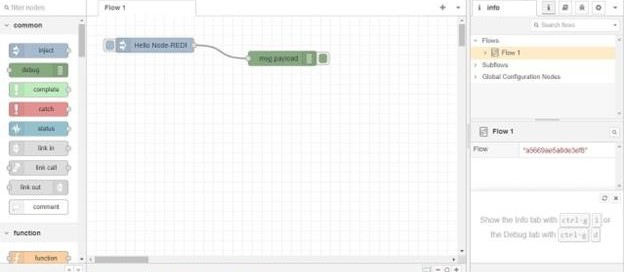 filter nodes
common
inject
debug
complete
catch
status
link in
link call
link out
comment
function
function
Flow 1
Hello Node-RED!
msg.payload
info
Search flows
Flows
Flow 1
Subflows
Global Configuration Nodes
Flow 1
Flow
Show the Info tab with ctrl-g i or
the Debug tab with ctrl-g d